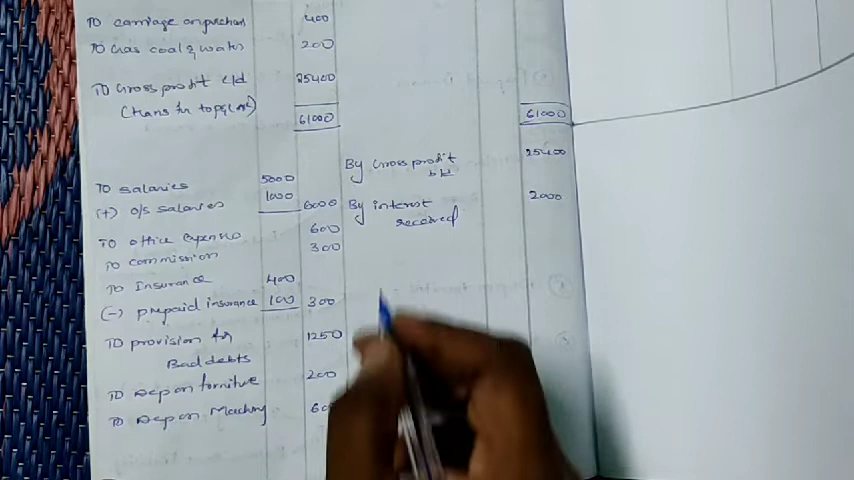 To carriage on purchases 400
To Gas coal & water 200
To Gross profit c/d 25400
(trans fr to p&l a/c)
61000 61000
By Gross profit 25400
b/d
To salaries 5000
(+) o/s salaries 1000 6000
By interest 2000
received
To office expenses 600
To commission 300
To Insurance 400
(-) prepaid insurance 100 300
To provision for 1250
Bad debts
To Dep on furniture 200
To Dep on Machinery